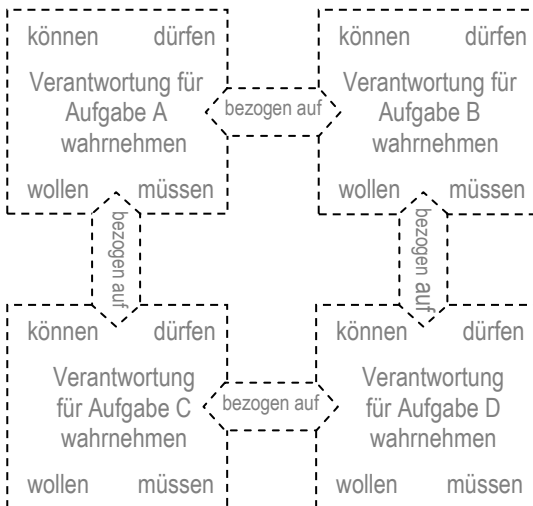 können dürfen
Verantwortung für
Aufgabe A
wahrnehmen
wollen müssen
bezogen auf
können dürfen
Verantwortung für
Aufgabe B
wahrnehmen
wollen müssen
bezogen auf
bezogen auf
können dürfen
Verantwortung
für Aufgabe C
wahrnehmen
wollen müssen
bezogen auf
können dürfen
Verantwortung
für Aufgabe D
wahrnehmen
wollen müssen